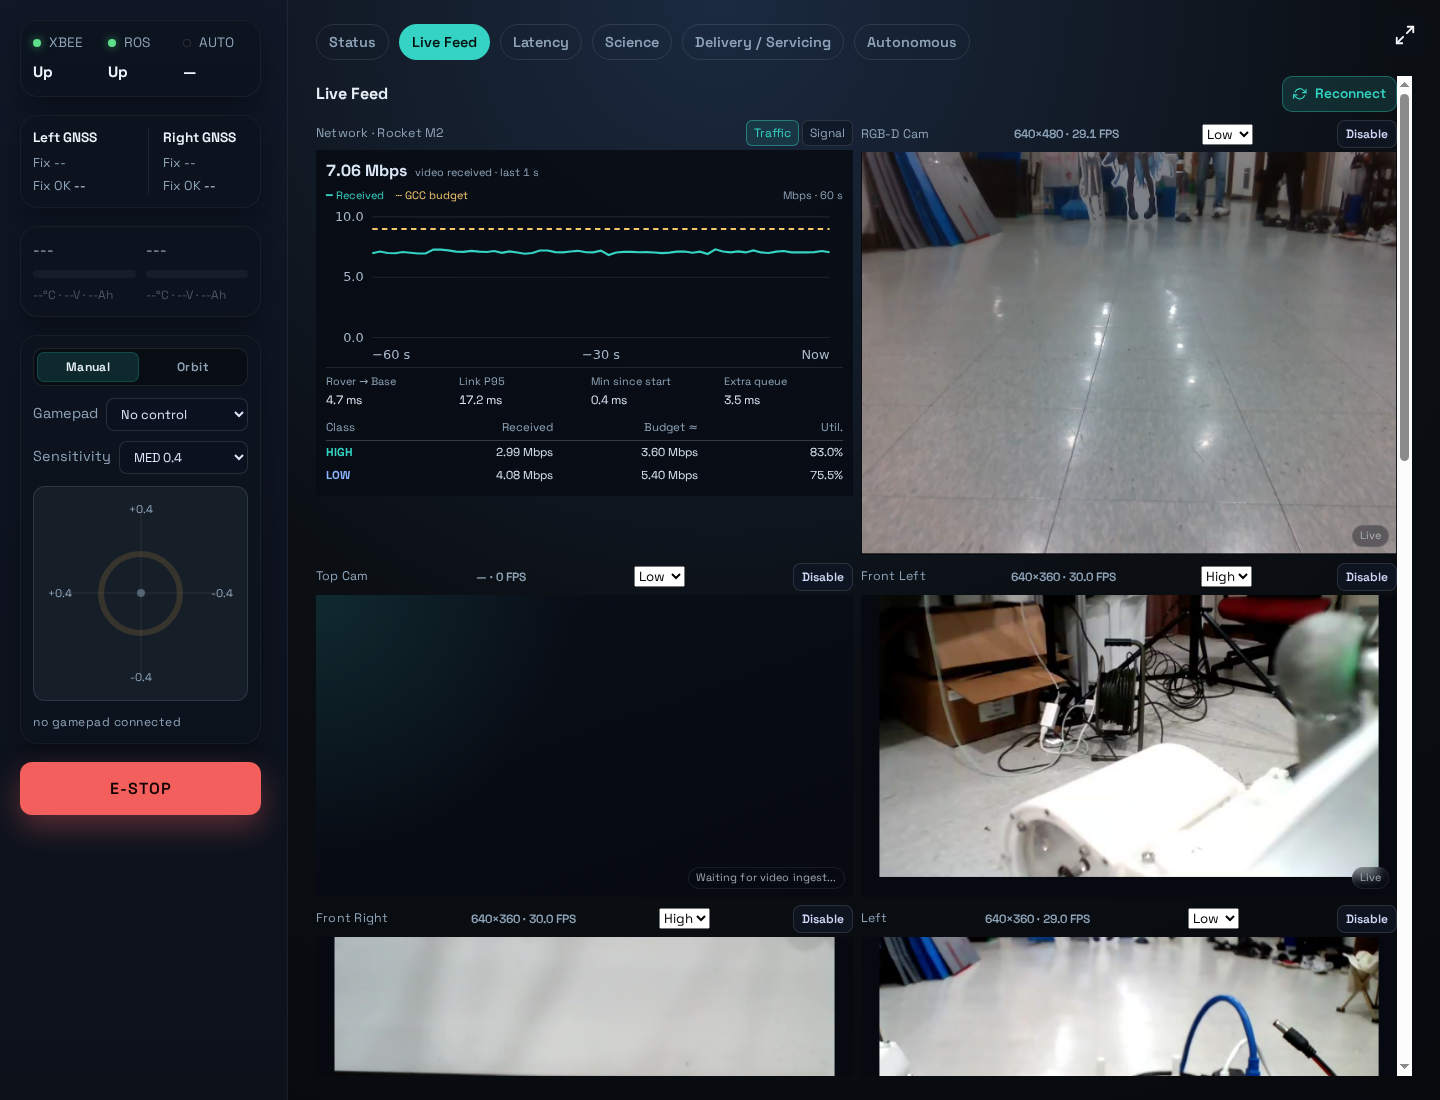 XBEE ROS AUTO
Up Up —
Left GNSS Right GNSS
Fix -- Fix --
Fix OK -- Fix OK --
--- ---
--°C · --V · --Ah --°C · --V · --Ah
Manual Orbit
Gamepad No control
Sensitivity MED 0.4
+0.4
+0.4 -0.4
-0.4
no gamepad connected
E-STOP
Status Live Feed Latency Science Delivery / Servicing Autonomous
Live Feed Reconnect
Network · Rocket M2 Traffic Signal
7.06 Mbps video received · last 1 s
Received GCC budget Mbps · 60 s
10.0
5.0
0.0
−60 s −30 s Now
Rover → Base Link P95 Min since start Extra queue
4.7 ms 17.2 ms 0.4 ms 3.5 ms
Class Received Budget ≈ Util.
HIGH 2.99 Mbps 3.60 Mbps 83.0%
LOW 4.08 Mbps 5.40 Mbps 75.5%
RGB-D Cam 640×480 · 29.1 FPS Low Disable
Live
Top Cam — · 0 FPS Low Disable
Waiting for video ingest...
Front Left 640×360 · 30.0 FPS High Disable
Live
Front Right 640×360 · 30.0 FPS High Disable
Left 640×360 · 29.0 FPS Low Disable